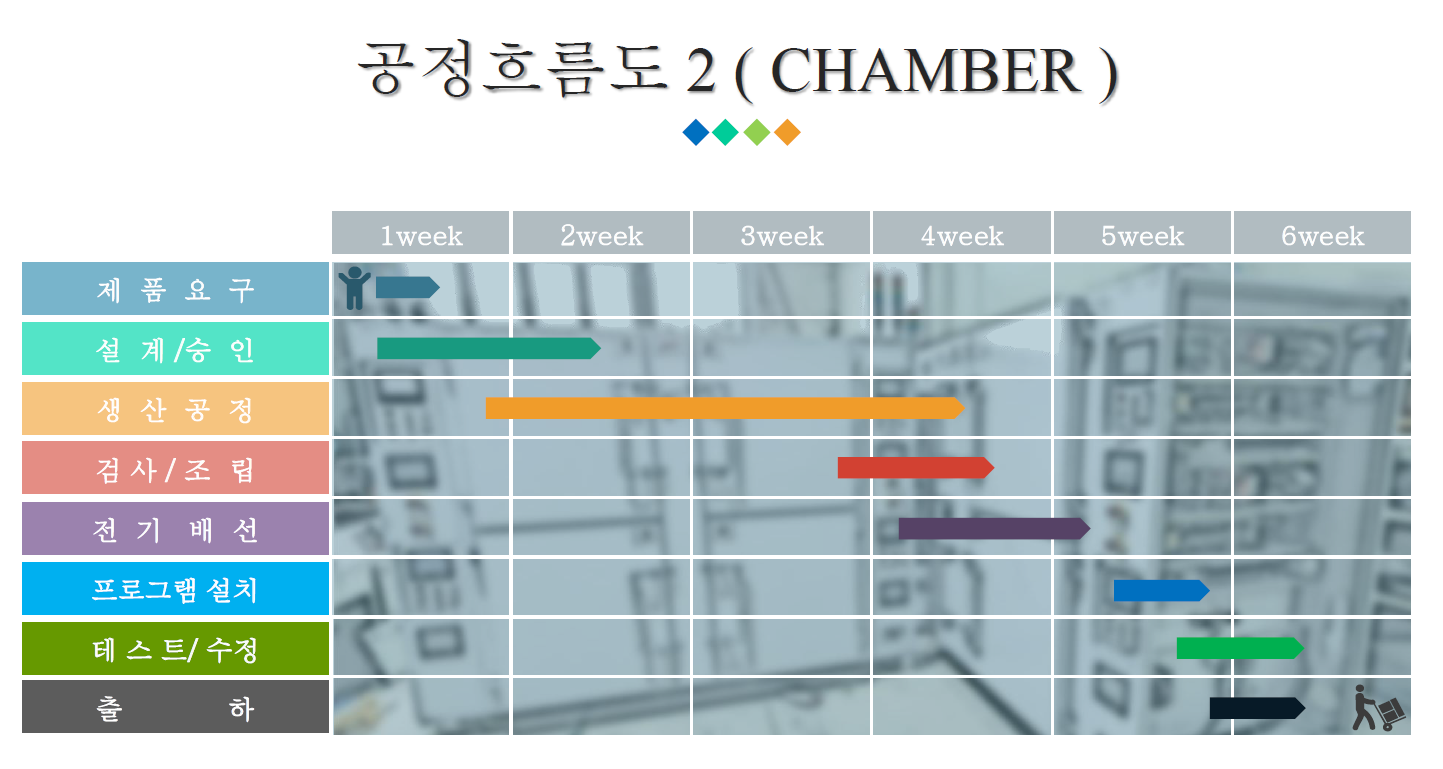 공정흐름도 2 ( CHAMBER )
1week 2week 3week 4week 5week 6week
제 품 요 구
설 계 /승 인
생 산 공 정
검 사 / 조 립
전 기 배 선
프로그램 설치
테 스 트/ 수정
출 하